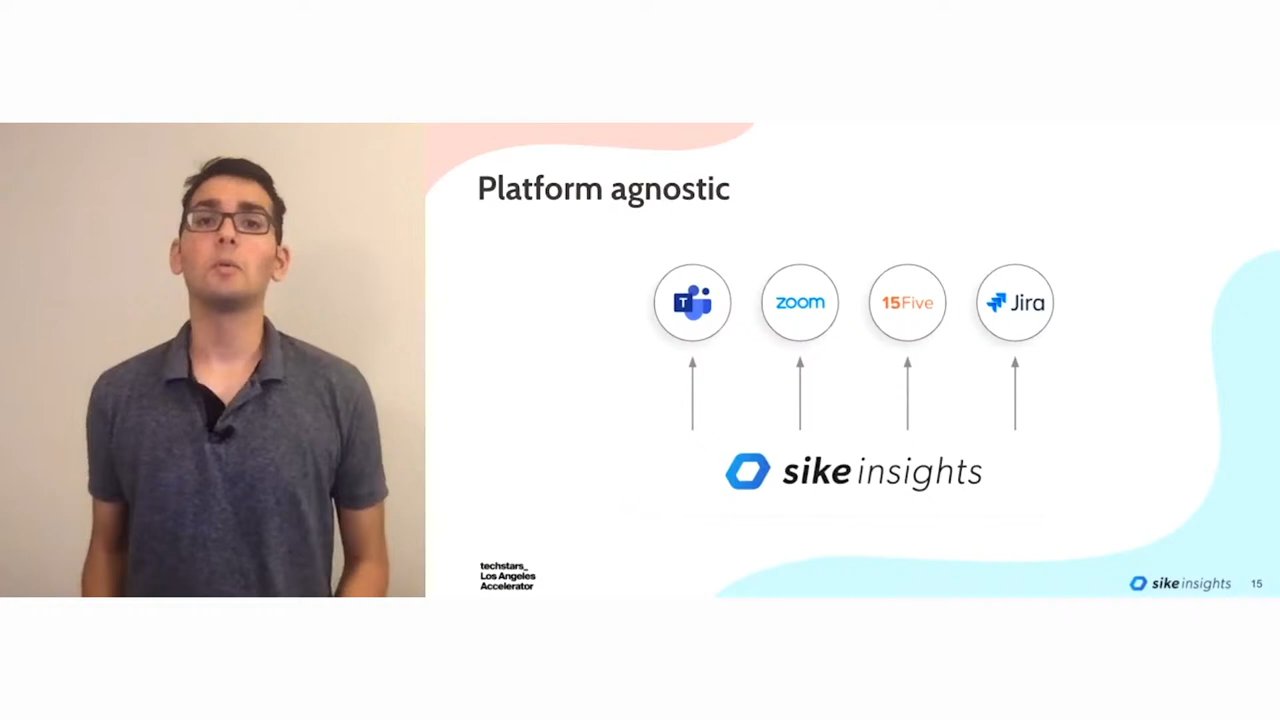 Platform agnostic
T
zoom
15Five
Jira
sike insights
techstars_
Los Angeles
Accelerator
sike insights
15